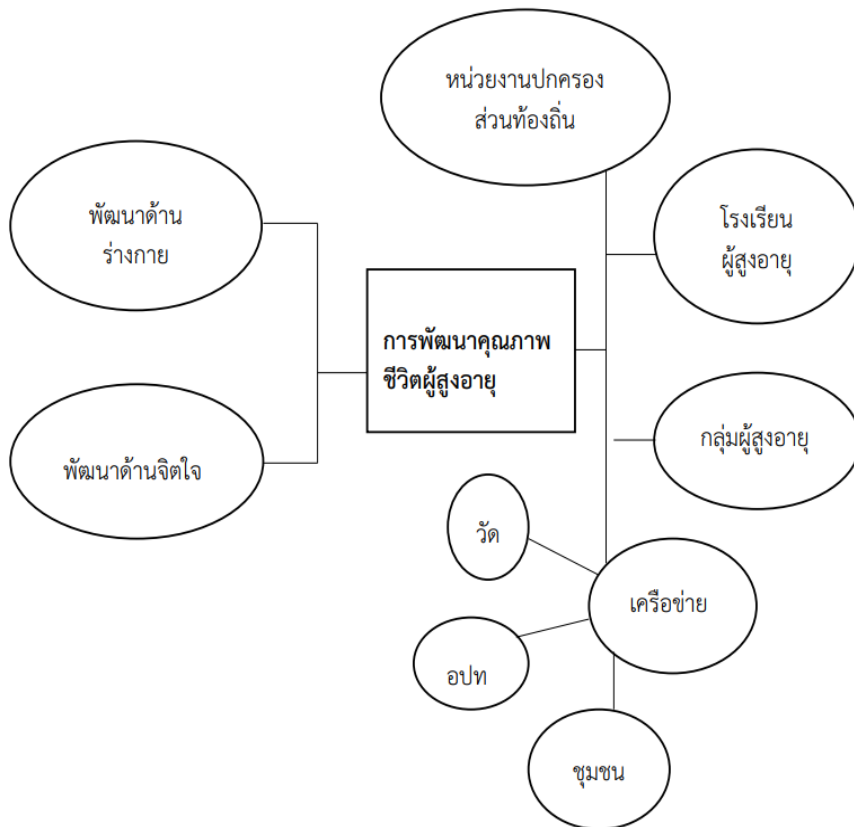 หน่วยงานปกครอง
ส่วนท้องถิ่น
พัฒนาด้าน
ร่างกาย
โรงเรียน
ผู้สูงอายุ
การพัฒนาคุณภาพ
ชีวิตผู้สูงอายุ
กลุ่มผู้สูงอายุ
พัฒนาด้านจิตใจ
วัด
เครือข่าย
อปท
ชุมชน